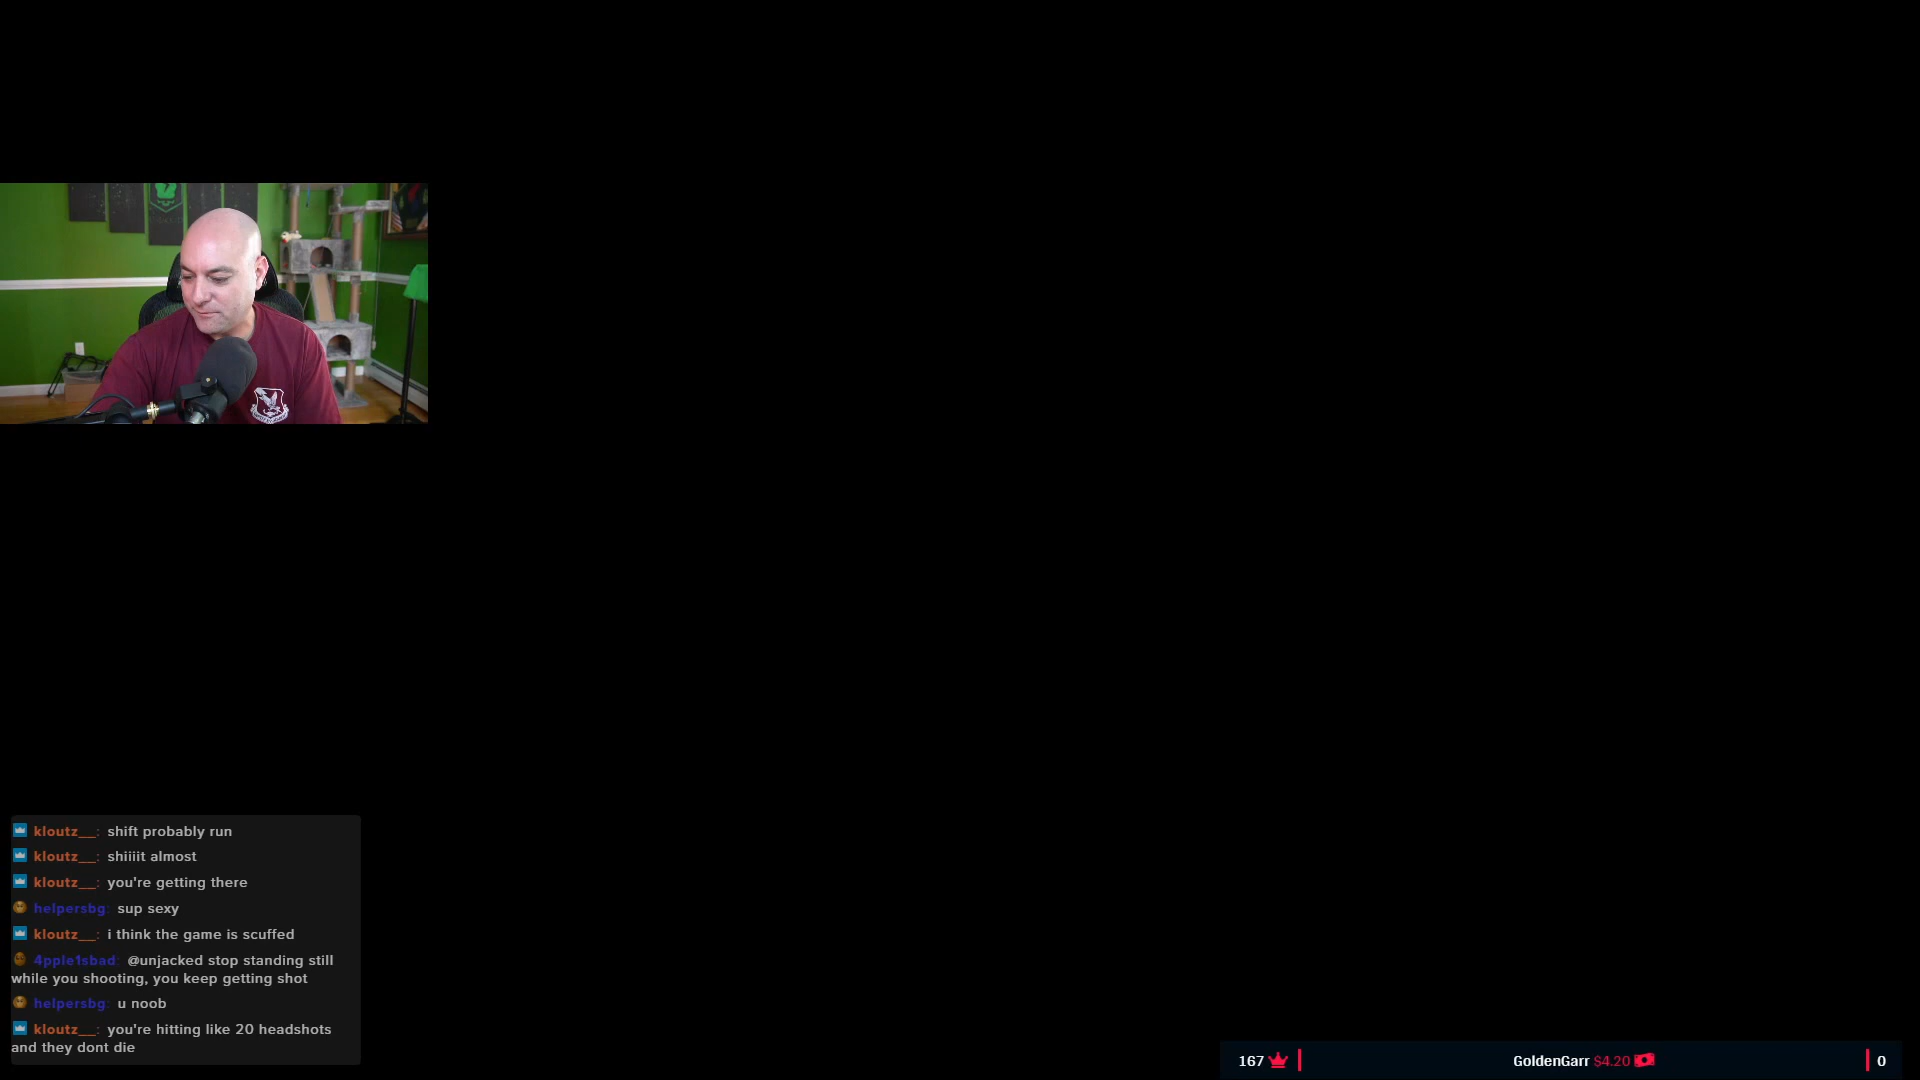 kloutz__: shift probably run
kloutz__: shiiiit almost
kloutz__: you're getting there
helpersbg: sup sexy
kloutz__: i think the game is scuffed
4pple1sbad: @unjacked stop standing still
while you shooting, you keep getting shot
helpersbg: u noob
kloutz__: you're hitting like 20 headshots
and they dont die
167 GoldenGarr $4.20 0